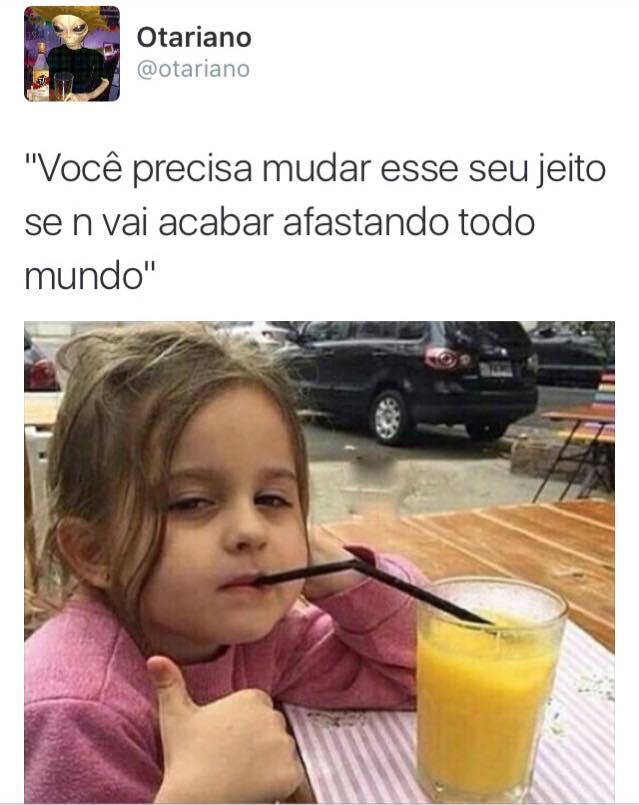 Otariano
@otariano
"Você precisa mudar esse seu jeito
se n vai acabar afastando todo
mundo"